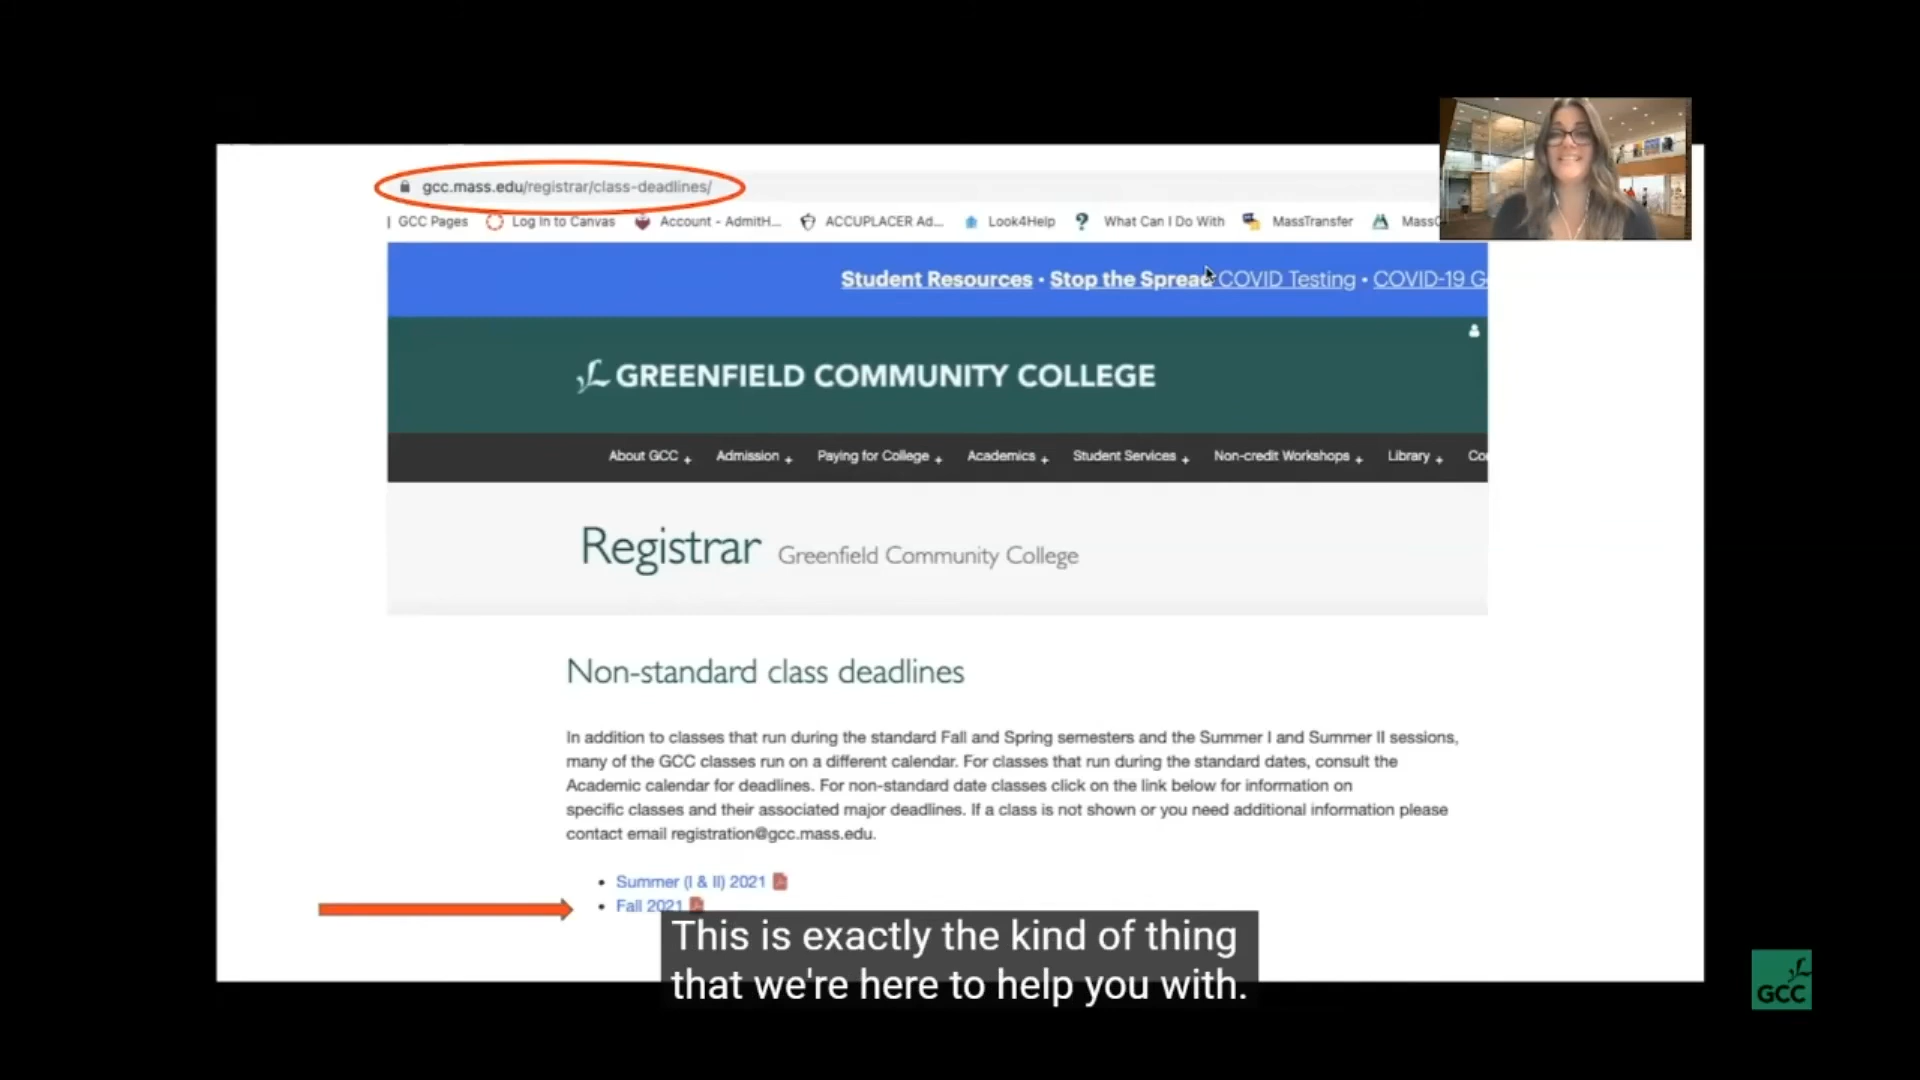 gcc.mass.edu/registrar/class-deadlines/
GCC Pages Log In to Canvas Account - AdmitH... ACCUPLACER Ad... Look4Help What Can I Do With MassTransfer
Student Resources • Stop the Spread COVID Testing • COVID-19
GREENFIELD COMMUNITY COLLEGE
About GCC + Admission + Paying for College + Academics + Student Services + Non-credit Workshops + Library +
Registrar Greenfield Community College
Non-standard class deadlines
In addition to classes that run during the standard Fall and Spring semesters and the Summer I and Summer II sessions,
many of the GCC classes run on a different calendar. For classes that run during the standard dates, consult the
Academic calendar for deadlines. For non-standard date classes click on the link below for information on
specific classes and their associated major deadlines. If a class is not shown or you need additional information please
contact email registration@gcc.mass.edu.
• Summer (I & II) 2021
• Fall 2021
This is exactly the kind of thing
that we're here to help you with.
GCC